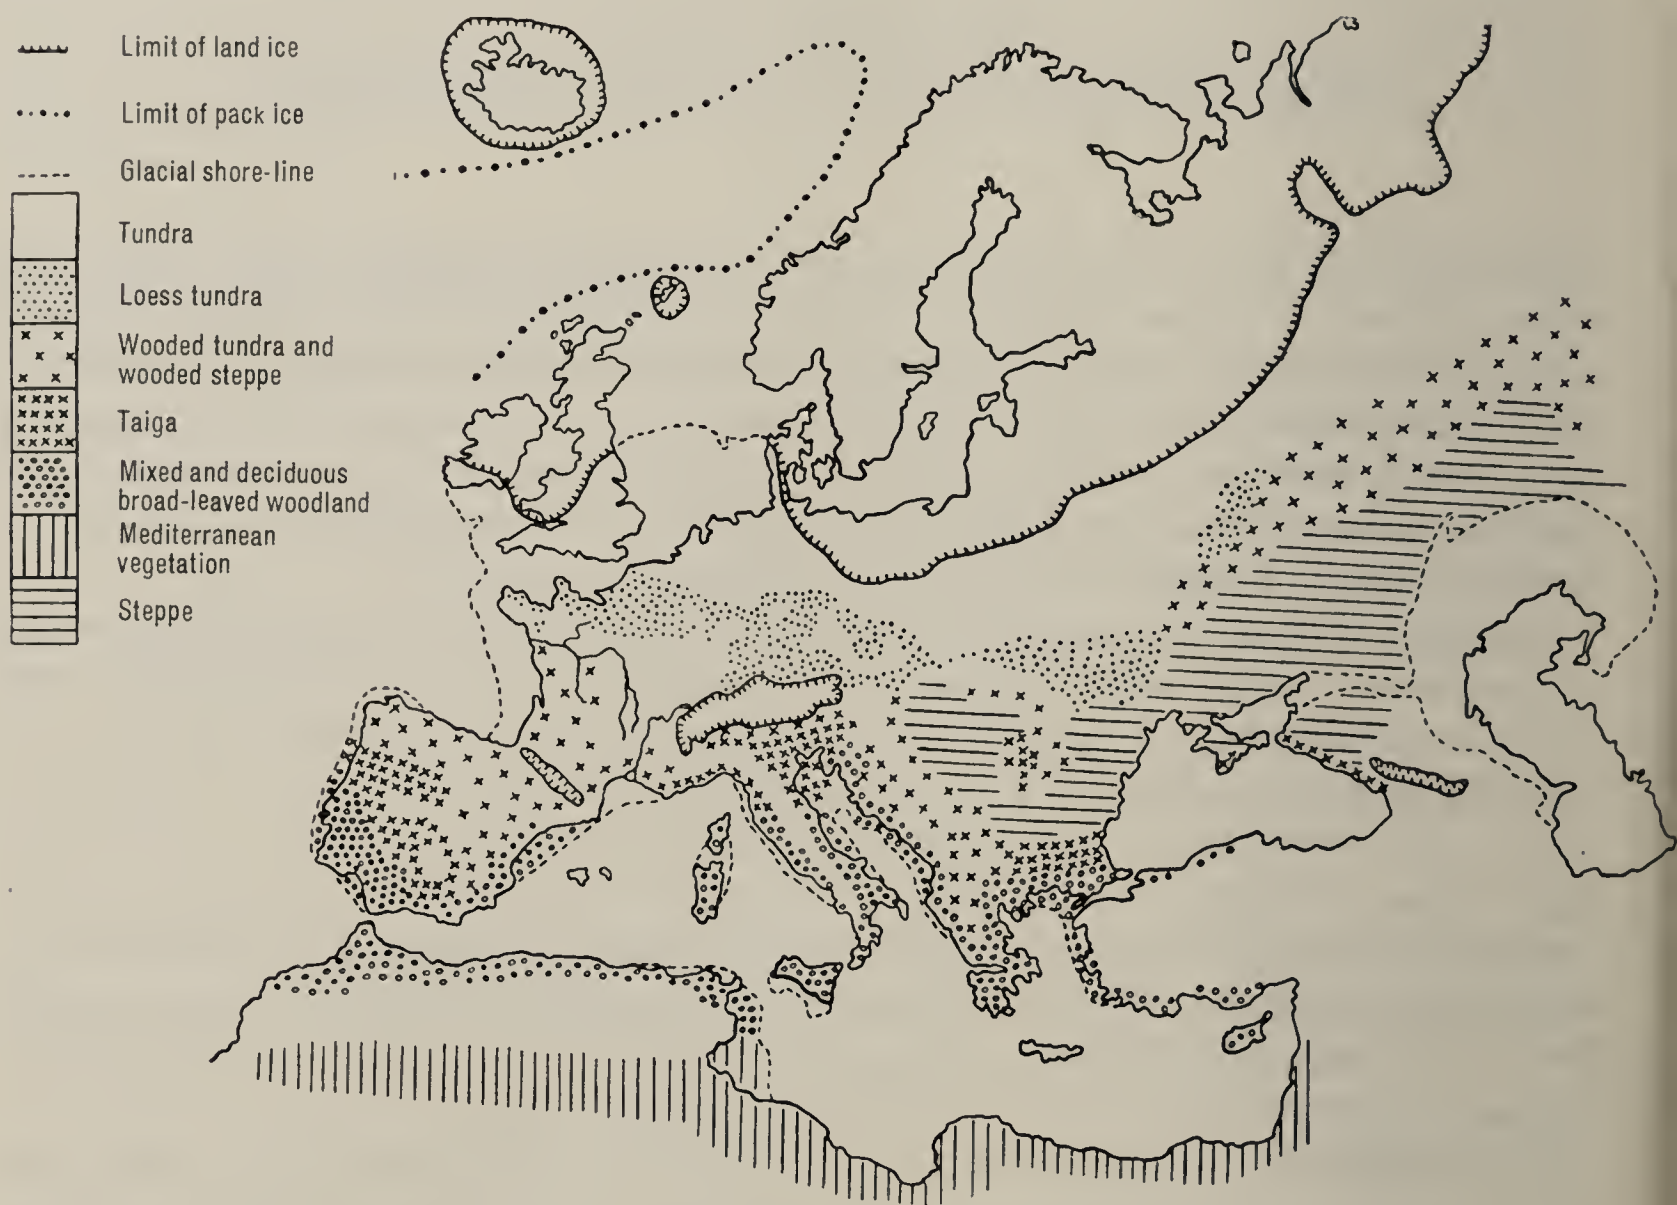 Limit of land ice
Limit of pack ice
Glacial shore-line
Tundra
Loess tundra
Wooded tundra and
wooded steppe
Taiga
Mixed and deciduous
broad-leaved woodland
Mediterranean
vegetation
Steppe